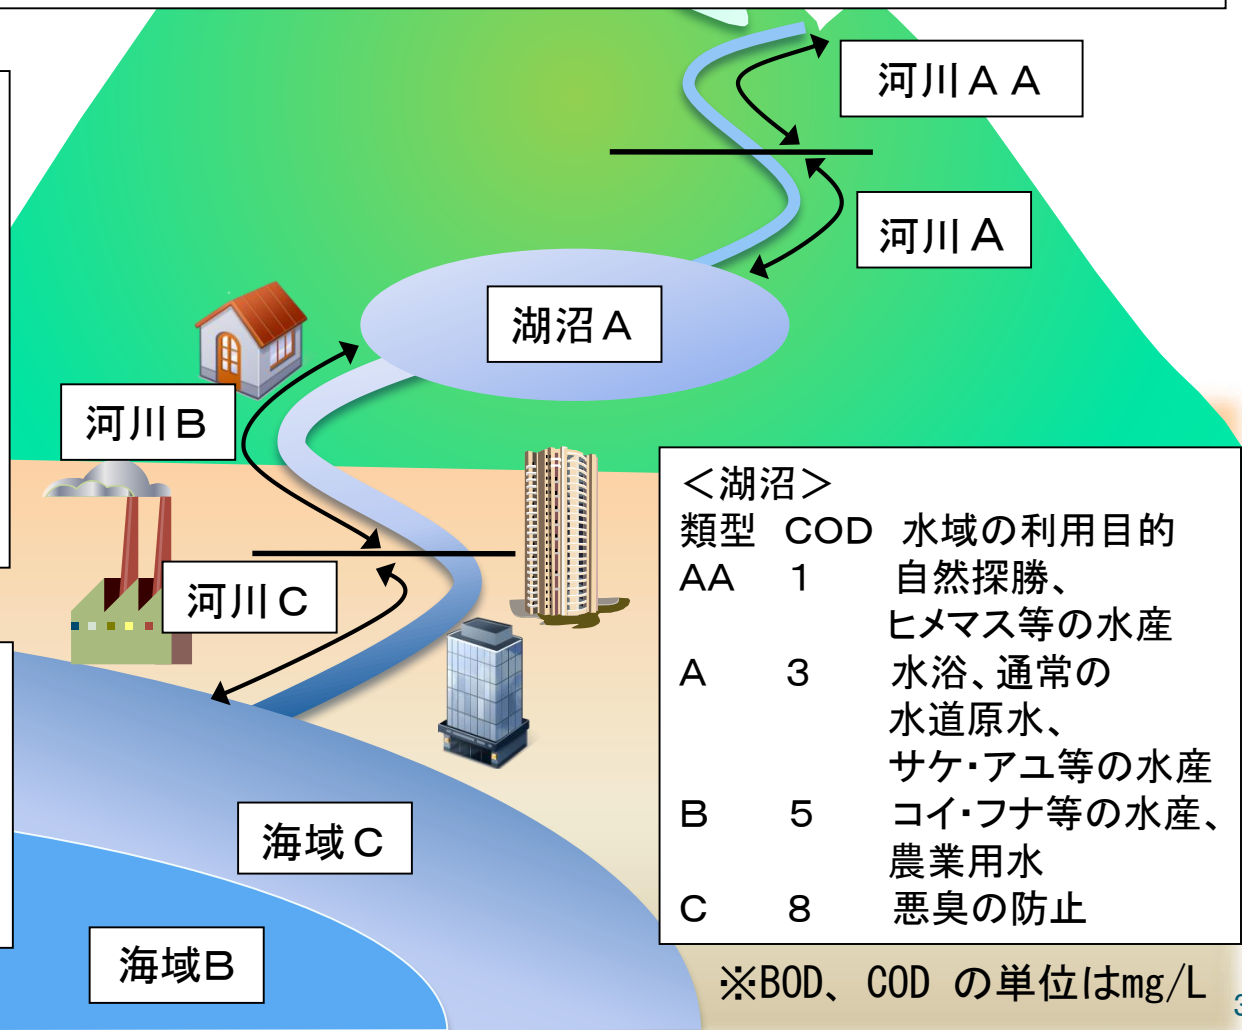 河川ＡＡ
河川Ａ
湖沼Ａ
河川Ｂ
河川Ｃ
海域Ｃ
海域Ｂ
＜湖沼＞
類型 COD 水域の利用目的
AA 1 自然探勝、
ヒメマス等の水産
A 3 水浴、通常の
水道原水、
サケ・アユ等の水産
B 5 コイ・フナ等の水産、
農業用水
C 8 悪臭の防止
※BOD、COD の単位はmg/L